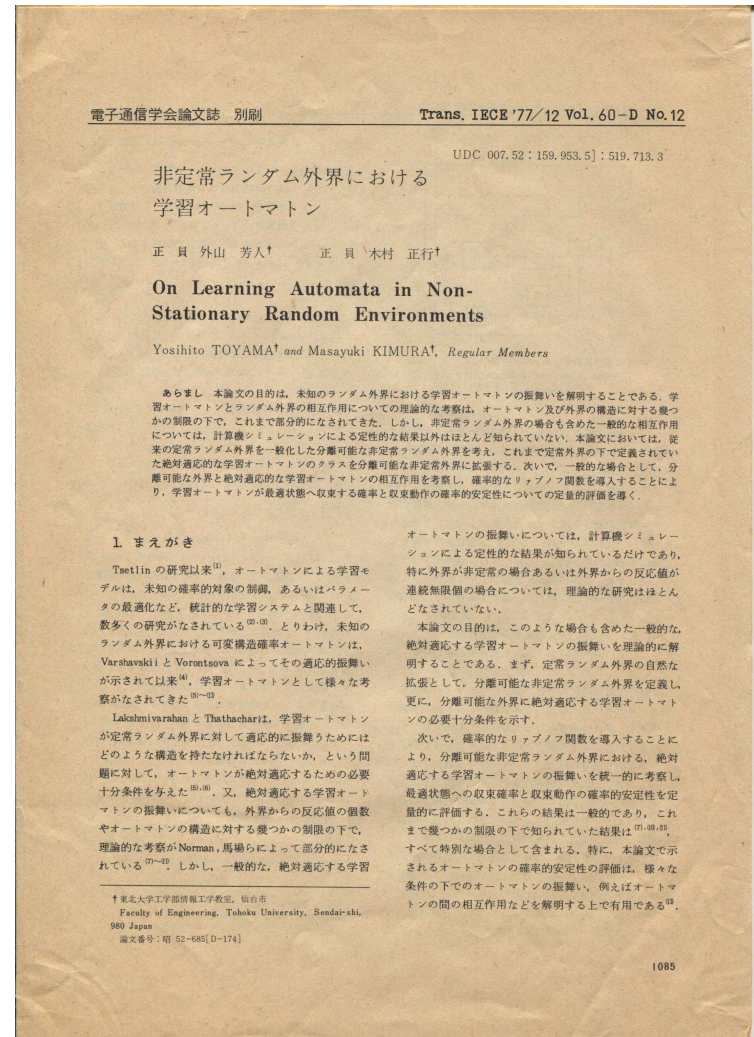 電子通信学会論文誌 別刷
Trans. IECE '77/12 Vol. 60-D No.12
UDC 007.52：159.953.5]：519.713.3
非定常ランダム外界における
学習オートマトン
正 員 外山 芳人† 正 員 木村 正行†
On Learning Automata in Non-
Stationary Random Environments
Yosihito TOYAMA† and Masayuki KIMURA†, Regular Members
あらまし 本論文の目的は，未知のランダム外界における学習オートマトンの振舞いを解明することである．学
習オートマトンとランダム外界の相互作用についての理論的な考察は，オートマトン及び外界の構造に対する幾つ
かの制限の下で，これまで部分的になされてきた．しかし，非定常ランダム外界の場合も含めた一般的な相互作用
については，計算機シミュレーションによる定性的な結果以外はほとんど知られていない．本論文においては，従
来の定常ランダム外界を一般化した分離可能な非定常ランダム外界を考え，これまで定常外界の下で定義されてい
た絶対適応的な学習オートマトンのクラスを分離可能な非定常外界に拡張する．次いで，一般的な場合として，分
離可能な外界と絶対適応的な学習オートマトンの相互作用を考察し，確率的なリァプノフ関数を導入することによ
り，学習オートマトンが最適状態へ収束する確率と収束動作の確率的安定性についての定量的評価を導く．
1. まえがき
Tsetlin の研究以来(1)，オートマトンによる学習モ
デルは，未知の確率的対象の制御，あるいはパラメー
タの最適化など，統計的な学習システムと関連して，
数多くの研究がなされている(2),(3)．とりわけ，未知の
ランダム外界における可変構造確率オートマトンは，
Varshavskii と Vorontsova によってその適応的振舞い
が示されて以来(4)，学習オートマトンとして様々な考
察がなされてきた(5)〜(13)．
Lakshmivarahan と Thathachar は，学習オートマトン
が定常ランダム外界に対して適応的に振舞うためには
どのような構造を持たなければならないか，という問
題に対して，オートマトンが絶対適応するための必要
十分条件を与えた(5),(6)．又，絶対適応する学習オート
マトンの振舞いについても，外界からの反応値の個数
やオートマトンの構造に対する幾つかの制限の下で，
理論的な考察が Norman，馬場らによって部分的になさ
れている(7)〜(11)．しかし，一般的な，絶対適応する学習
† 東北大学工学部情報工学教室，仙台市
Faculty of Engineering, Tohoku University, Sendai-shi,
980 Japan
論文番号：昭 52-685[D-174]
オートマトンの振舞いについては，計算機シミュレー
ションによる定性的な結果が知られているだけであり，
特に外界が非定常の場合あるいは外界からの反応値が
連続無限個の場合については，理論的な研究はほとん
どなされていない．
本論文の目的は，このような場合も含めた一般的な，
絶対適応する学習オートマトンの振舞いを理論的に解
明することである．まず，定常ランダム外界の自然な
拡張として，分離可能な非定常ランダム外界を定義し，
更に，分離可能な外界に絶対適応する学習オートマト
ンの必要十分条件を示す．
次いで，確率的なリァプノフ関数を導入することに
より，分離可能な非定常ランダム外界における，絶対
適応する学習オートマトンの振舞いを統一的に考察し，
最適状態への収束確率と収束動作の確率的安定性を定
量的に評価する．これらの結果は一般的であり，これ
まで幾つかの制限の下で知られていた結果は
すべて特別な場合として含まれる．特に，本論文で示
されるオートマトンの確率的安定性の評価は，様々な
条件の下でのオートマトンの振舞い，例えばオートマ
トンの間の相互作用などを解明する上で有用である．
1085